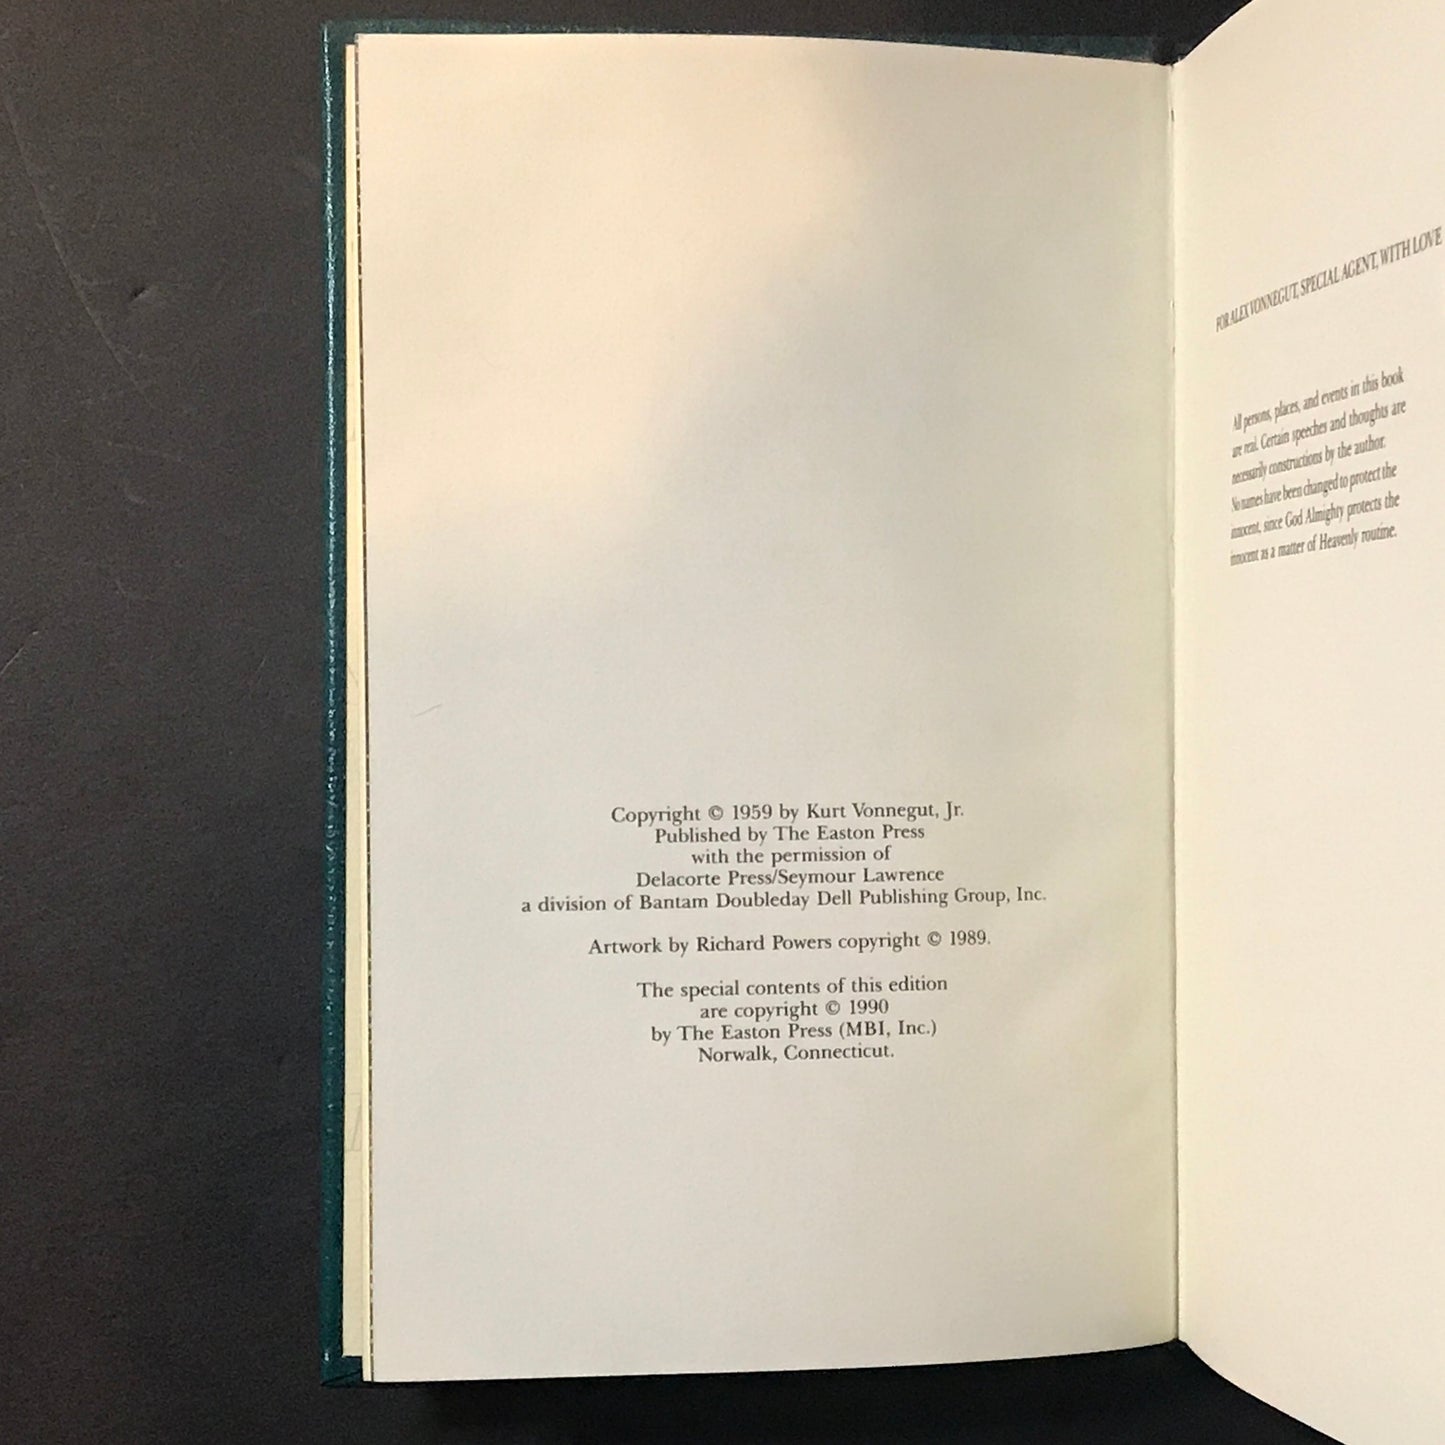 Copyright © 1959 by Kurt Vonnegut, Jr.
Published by The Easton Press
with the permission of
Delacorte Press/Seymour Lawrence
a division of Bantam Doubleday Dell Publishing Group, Inc.
Artwork by Richard Powers copyright © 1989.
The special contents of this edition
are copyright © 1990
by The Easton Press (MBI, Inc.)
Norwalk, Connecticut.
FOR ALEX VONNEGUT, SPECIAL AGENT, WITH LOVE
All persons, places, and events in this book
are real. Certain speeches and thoughts are
necessarily constructions by the author.
No names have been changed to protect the
innocent, since God Almighty protects the
innocent as a matter of Heavenly routine.